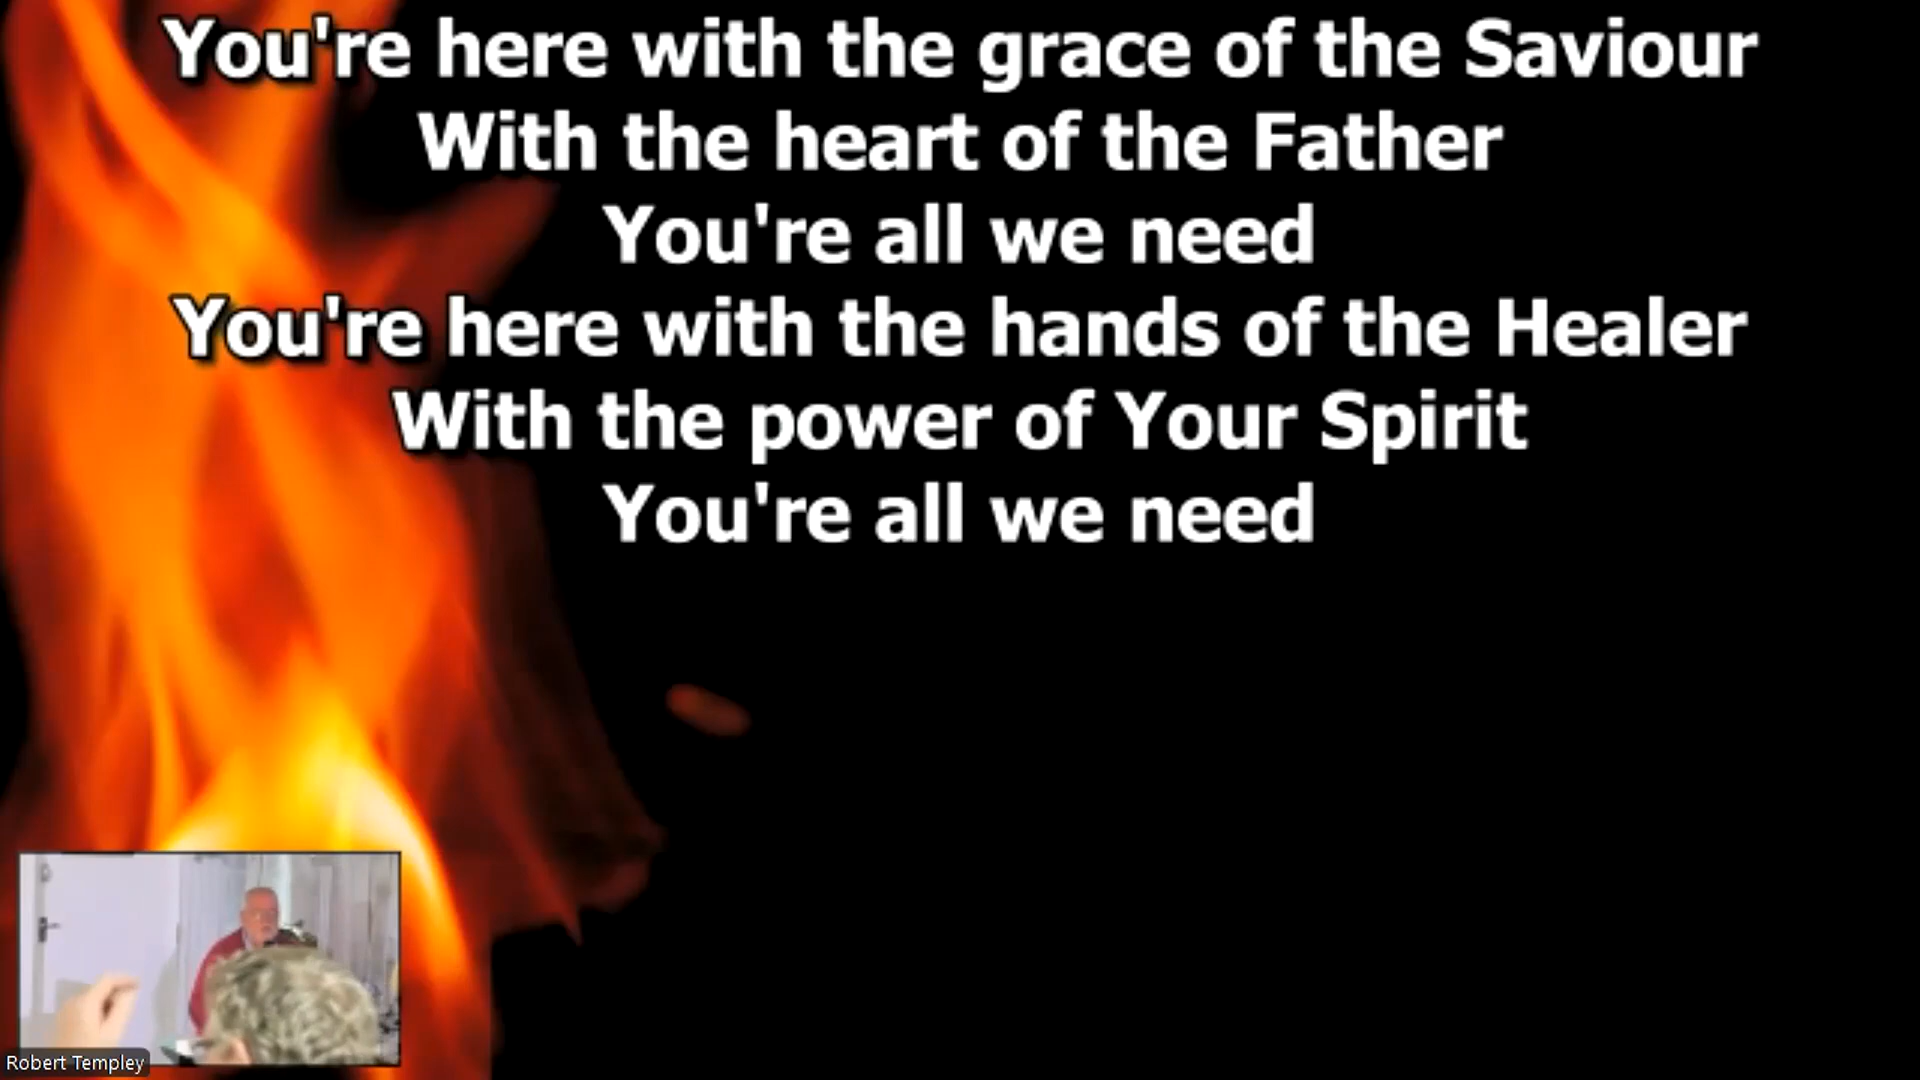 You're here with the grace of the Saviour
With the heart of the Father
You're all we need
You're here with the hands of the Healer
With the power of Your Spirit
You're all we need
Robert Templey